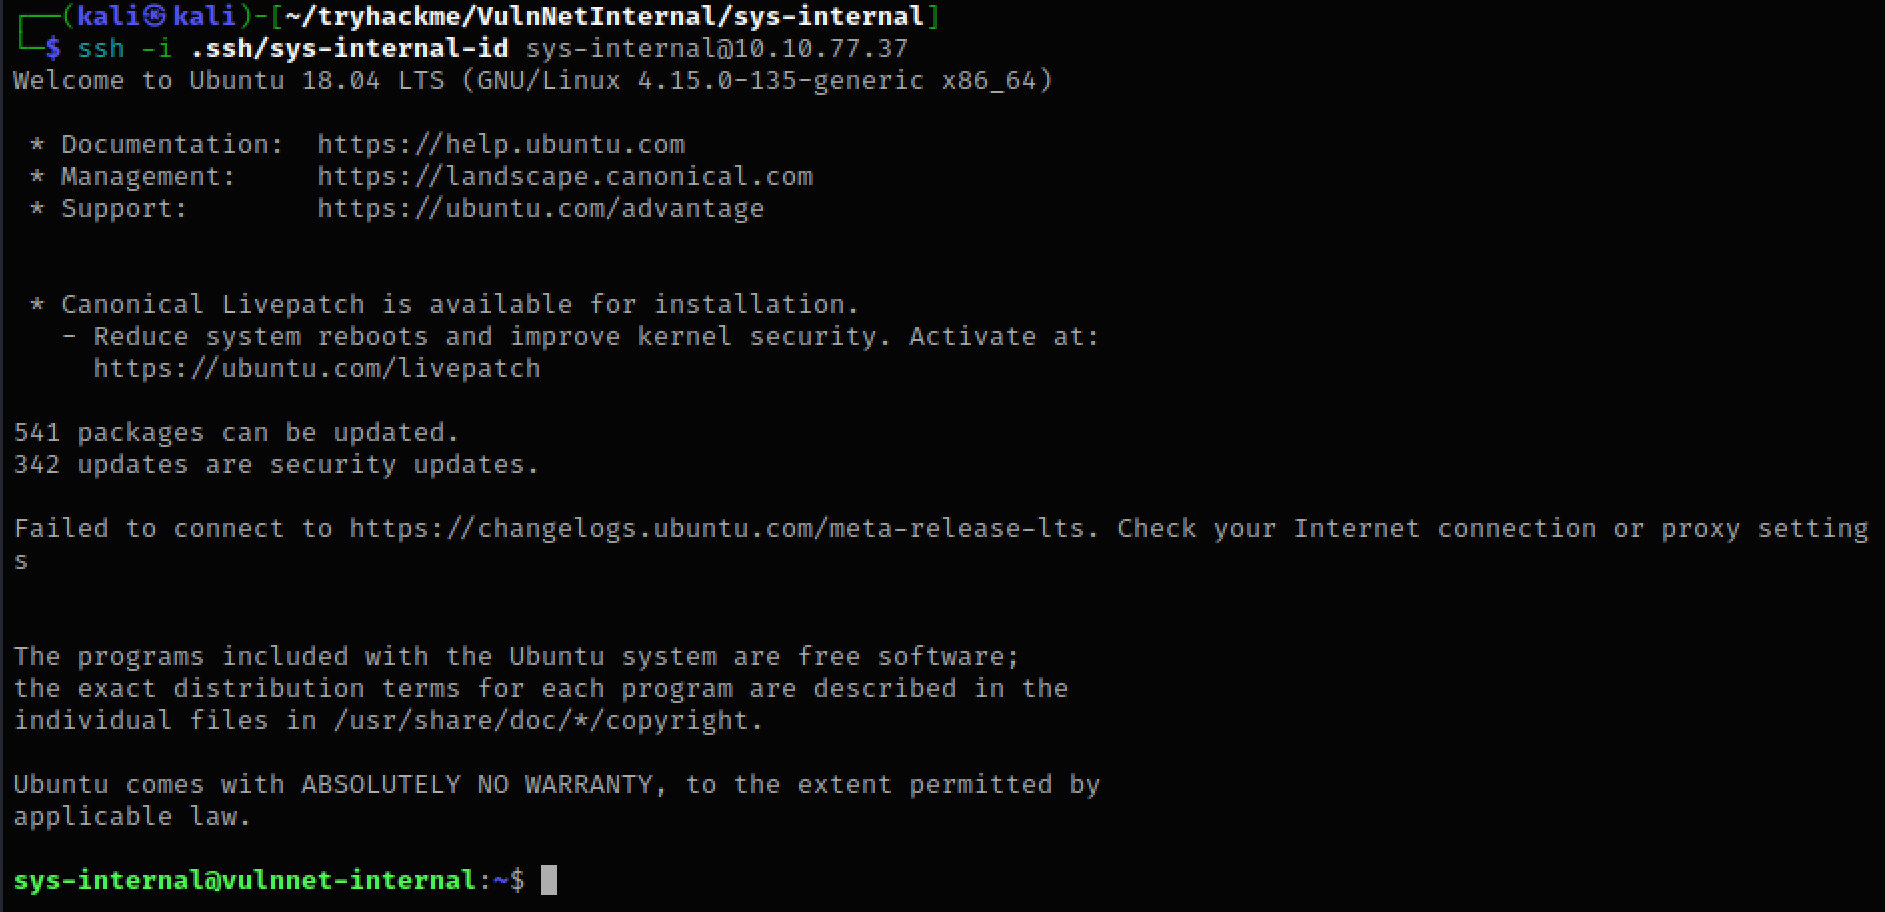 ┌──(kali㉿kali)-[~/tryhackme/VulnNetInternal/sys-internal]
└─$ ssh -i .ssh/sys-internal-id sys-internal@10.10.77.37
Welcome to Ubuntu 18.04 LTS (GNU/Linux 4.15.0-135-generic x86_64)
* Documentation:  https://help.ubuntu.com
* Management:     https://landscape.canonical.com
* Support:        https://ubuntu.com/advantage
* Canonical Livepatch is available for installation.
- Reduce system reboots and improve kernel security. Activate at:
https://ubuntu.com/livepatch
541 packages can be updated.
342 updates are security updates.
Failed to connect to https://changelogs.ubuntu.com/meta-release-lts. Check your Internet connection or proxy setting
s
The programs included with the Ubuntu system are free software;
the exact distribution terms for each program are described in the
individual files in /usr/share/doc/*/copyright.
Ubuntu comes with ABSOLUTELY NO WARRANTY, to the extent permitted by
applicable law.
sys-internal@vulnnet-internal:~$